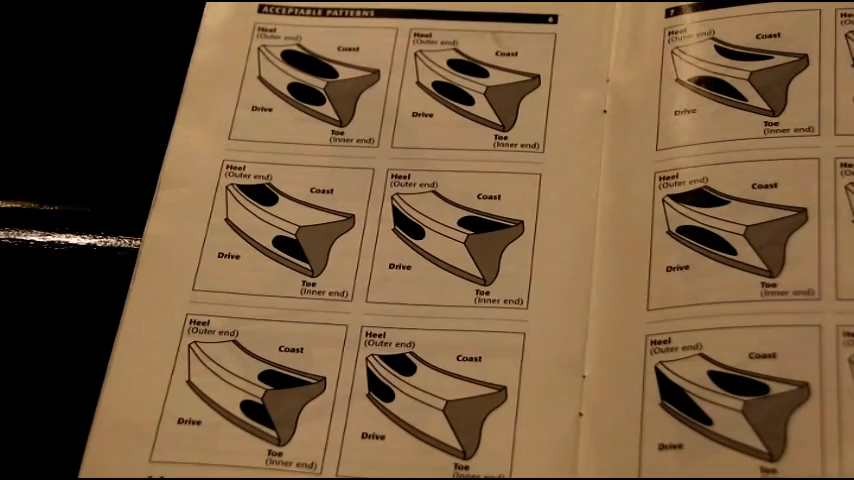 ACCEPTABLE PATTERNS 6
Heel
(Outer end)
Coast
Drive
Toe
(Inner end)
Heel
(Outer end)
Coast
Drive
Toe
(Inner end)
Heel
(Outer end)
Coast
Drive
Toe
(Inner end)
Heel
(Outer end)
Coast
Drive
Toe
(Inner end)
Heel
(Outer end)
Coast
Drive
Toe
(Inner end)
Heel
(Outer end)
Coast
Drive
Toe
(Inner end)
7
Heel
(Outer end)
Coast
Drive
Toe
(Inner end)
Heel
(Outer end)
Coast
Drive
Toe
(Inner end)
Heel
(Outer end)
Coast
Drive
Toe